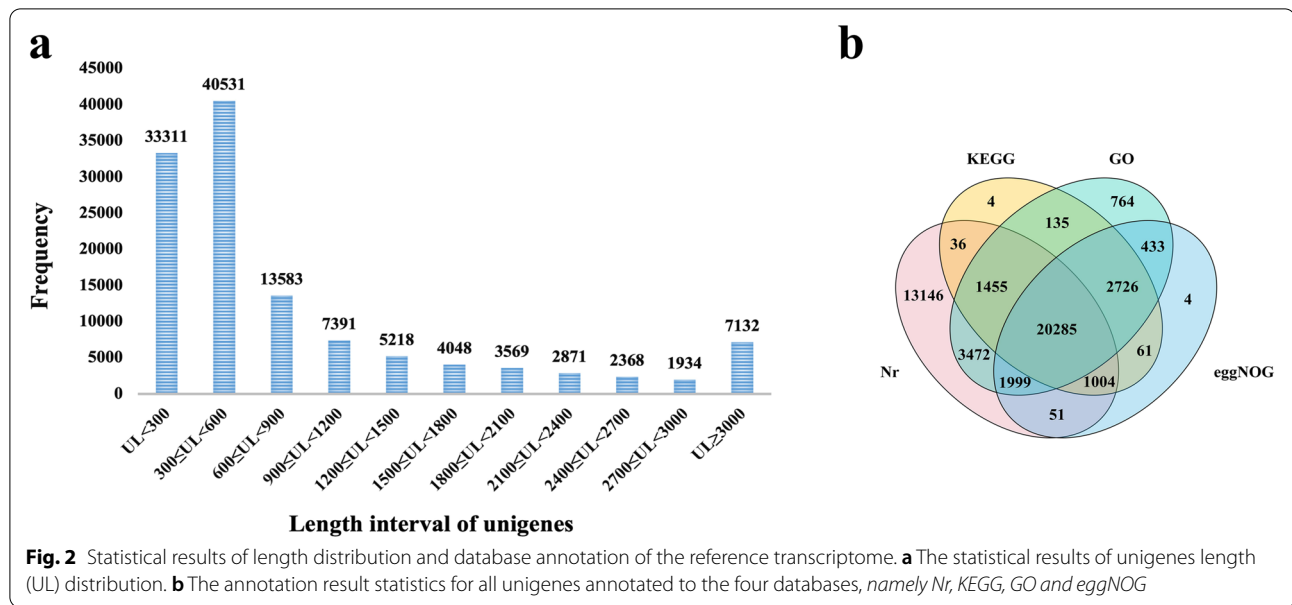 a
45000
40000
35000
30000
25000
20000
15000
10000
5000
0
Frequency
33311
40531
13583
7391
5218
4048
3569
2871
2368
1934
7132
UL<300
300≤UL<600
600≤UL<900
900≤UL<1200
1200≤UL<1500
1500≤UL<1800
1800≤UL<2100
2100≤UL<2400
2400≤UL<2700
2700≤UL<3000
UL≥3000
Length interval of unigenes
b
KEGG
GO
4
764
135
36
433
13146
1455
2726
4
20285
3472
61
Nr
1999
1004
eggNOG
51
Fig. 2 Statistical results of length distribution and database annotation of the reference transcriptome. a The statistical results of unigenes length
(UL) distribution. b The annotation result statistics for all unigenes annotated to the four databases, namely Nr, KEGG, GO and eggNOG